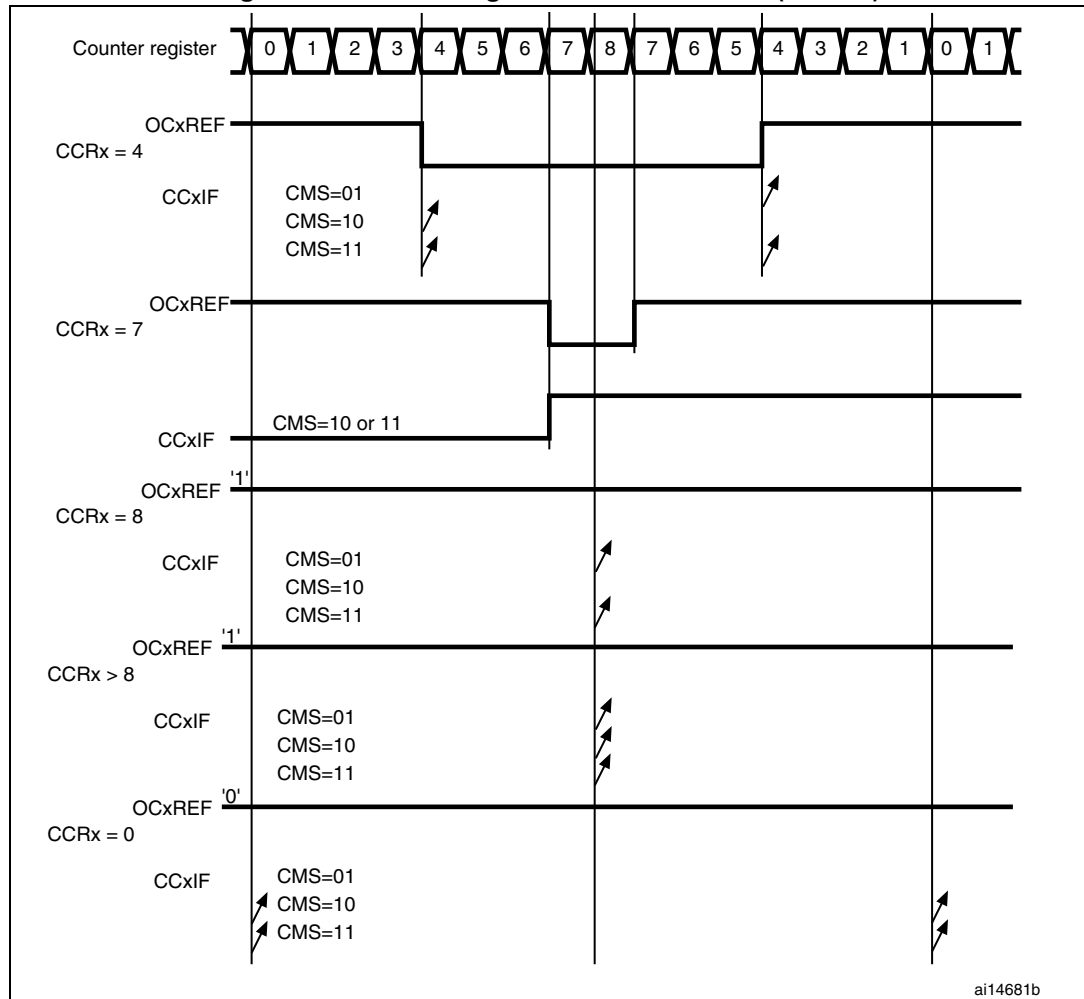 Counter register 0 1 2 3 4 5 6 7 8 7 6 5 4 3 2 1 0 1
OCxREF
CCRx = 4
CCxIF
CMS=01
CMS=10
CMS=11
OCxREF
CCRx = 7
CMS=10 or 11
CCxIF
'1'
OCxREF
CCRx = 8
CCxIF
CMS=01
CMS=10
CMS=11
'1'
OCxREF
CCRx > 8
CCxIF
CMS=01
CMS=10
CMS=11
'0'
OCxREF
CCRx = 0
CCxIF
CMS=01
CMS=10
CMS=11
ai14681b